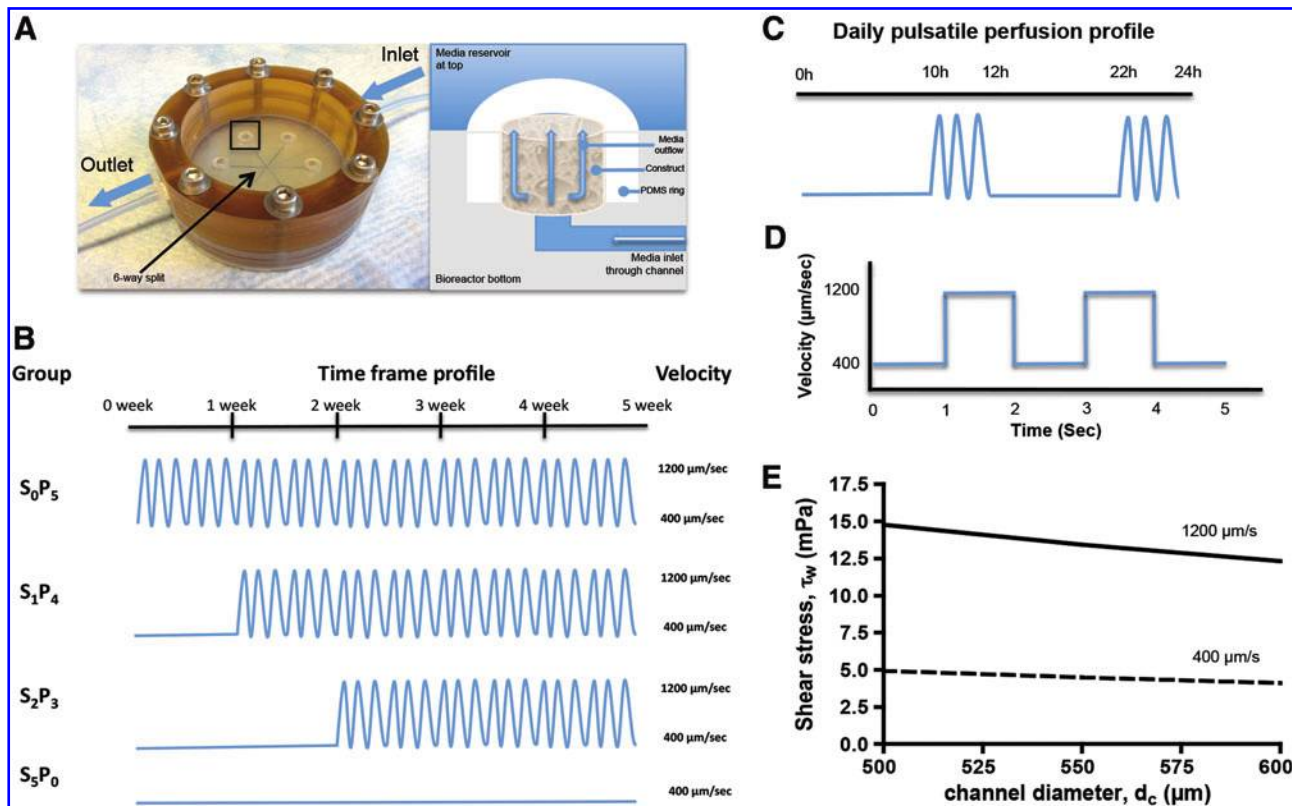 A
Inlet
Outlet
6-way split
Media reservoir
at top
Media
outflow
Construct
PDMS ring
Media inlet
through channel
Bioreactor bottom
B
Group
Time frame profile
Velocity
0 week
1 week
2 week
3 week
4 week
5 week
S₀P₅
1200 µm/sec
400 µm/sec
S₁P₄
1200 µm/sec
400 µm/sec
S₂P₃
1200 µm/sec
400 µm/sec
S₅P₀
400 µm/sec
C
Daily pulsatile perfusion profile
0h
10h
12h
22h
24h
D
Velocity (µm/sec)
1200
400
0
1
2
3
4
5
Time (Sec)
E
Shear stress, τw (mPa)
17.5
15.0
12.5
10.0
7.5
5.0
2.5
0.0
1200 µm/s
400 µm/s
500
525
550
575
600
channel diameter, dc (µm)